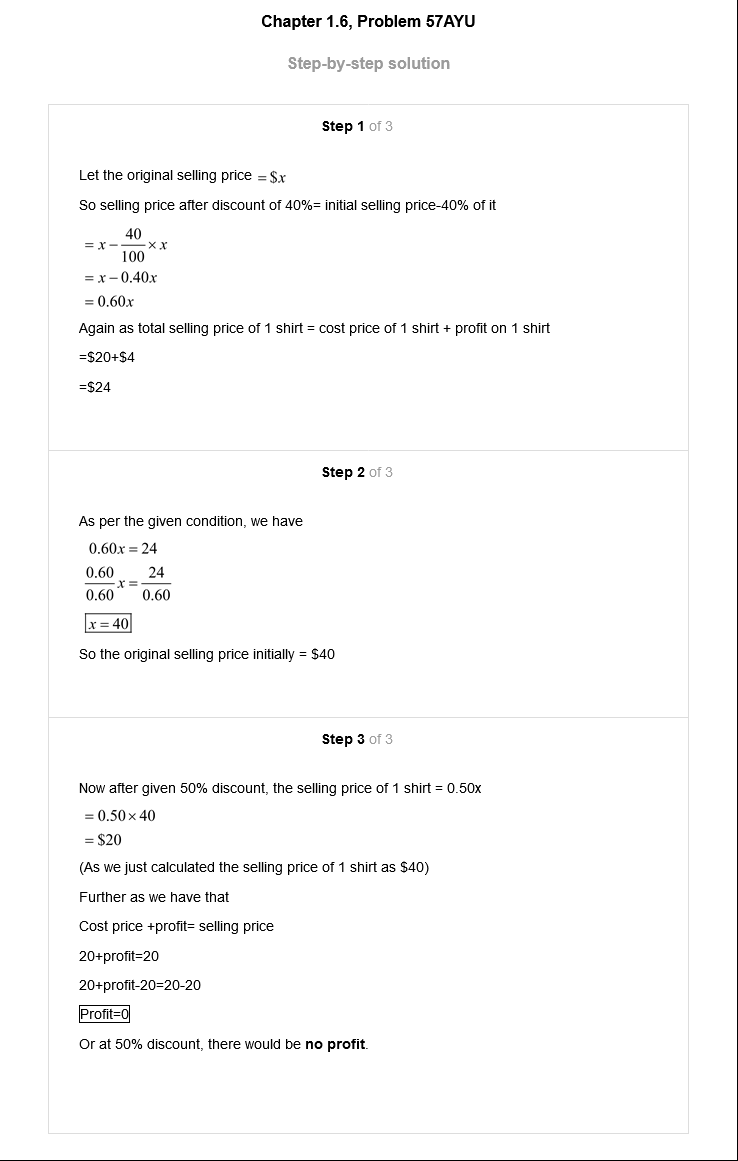 Chapter 1.6, Problem 57AYU
Step-by-step solution
Step 1 of 3
Let the original selling price = $x
So selling price after discount of 40%= initial selling price-40% of it
= x − 40/100 × x
= x − 0.40x
= 0.60x
Again as total selling price of 1 shirt = cost price of 1 shirt + profit on 1 shirt
=$20+$4
=$24
Step 2 of 3
As per the given condition, we have
0.60x = 24
0.60/0.60 x = 24/0.60
x = 40
So the original selling price initially = $40
Step 3 of 3
Now after given 50% discount, the selling price of 1 shirt = 0.50x
= 0.50 × 40
= $20
(As we just calculated the selling price of 1 shirt as $40)
Further as we have that
Cost price +profit= selling price
20+profit=20
20+profit-20=20-20
Profit=0
Or at 50% discount, there would be no profit.